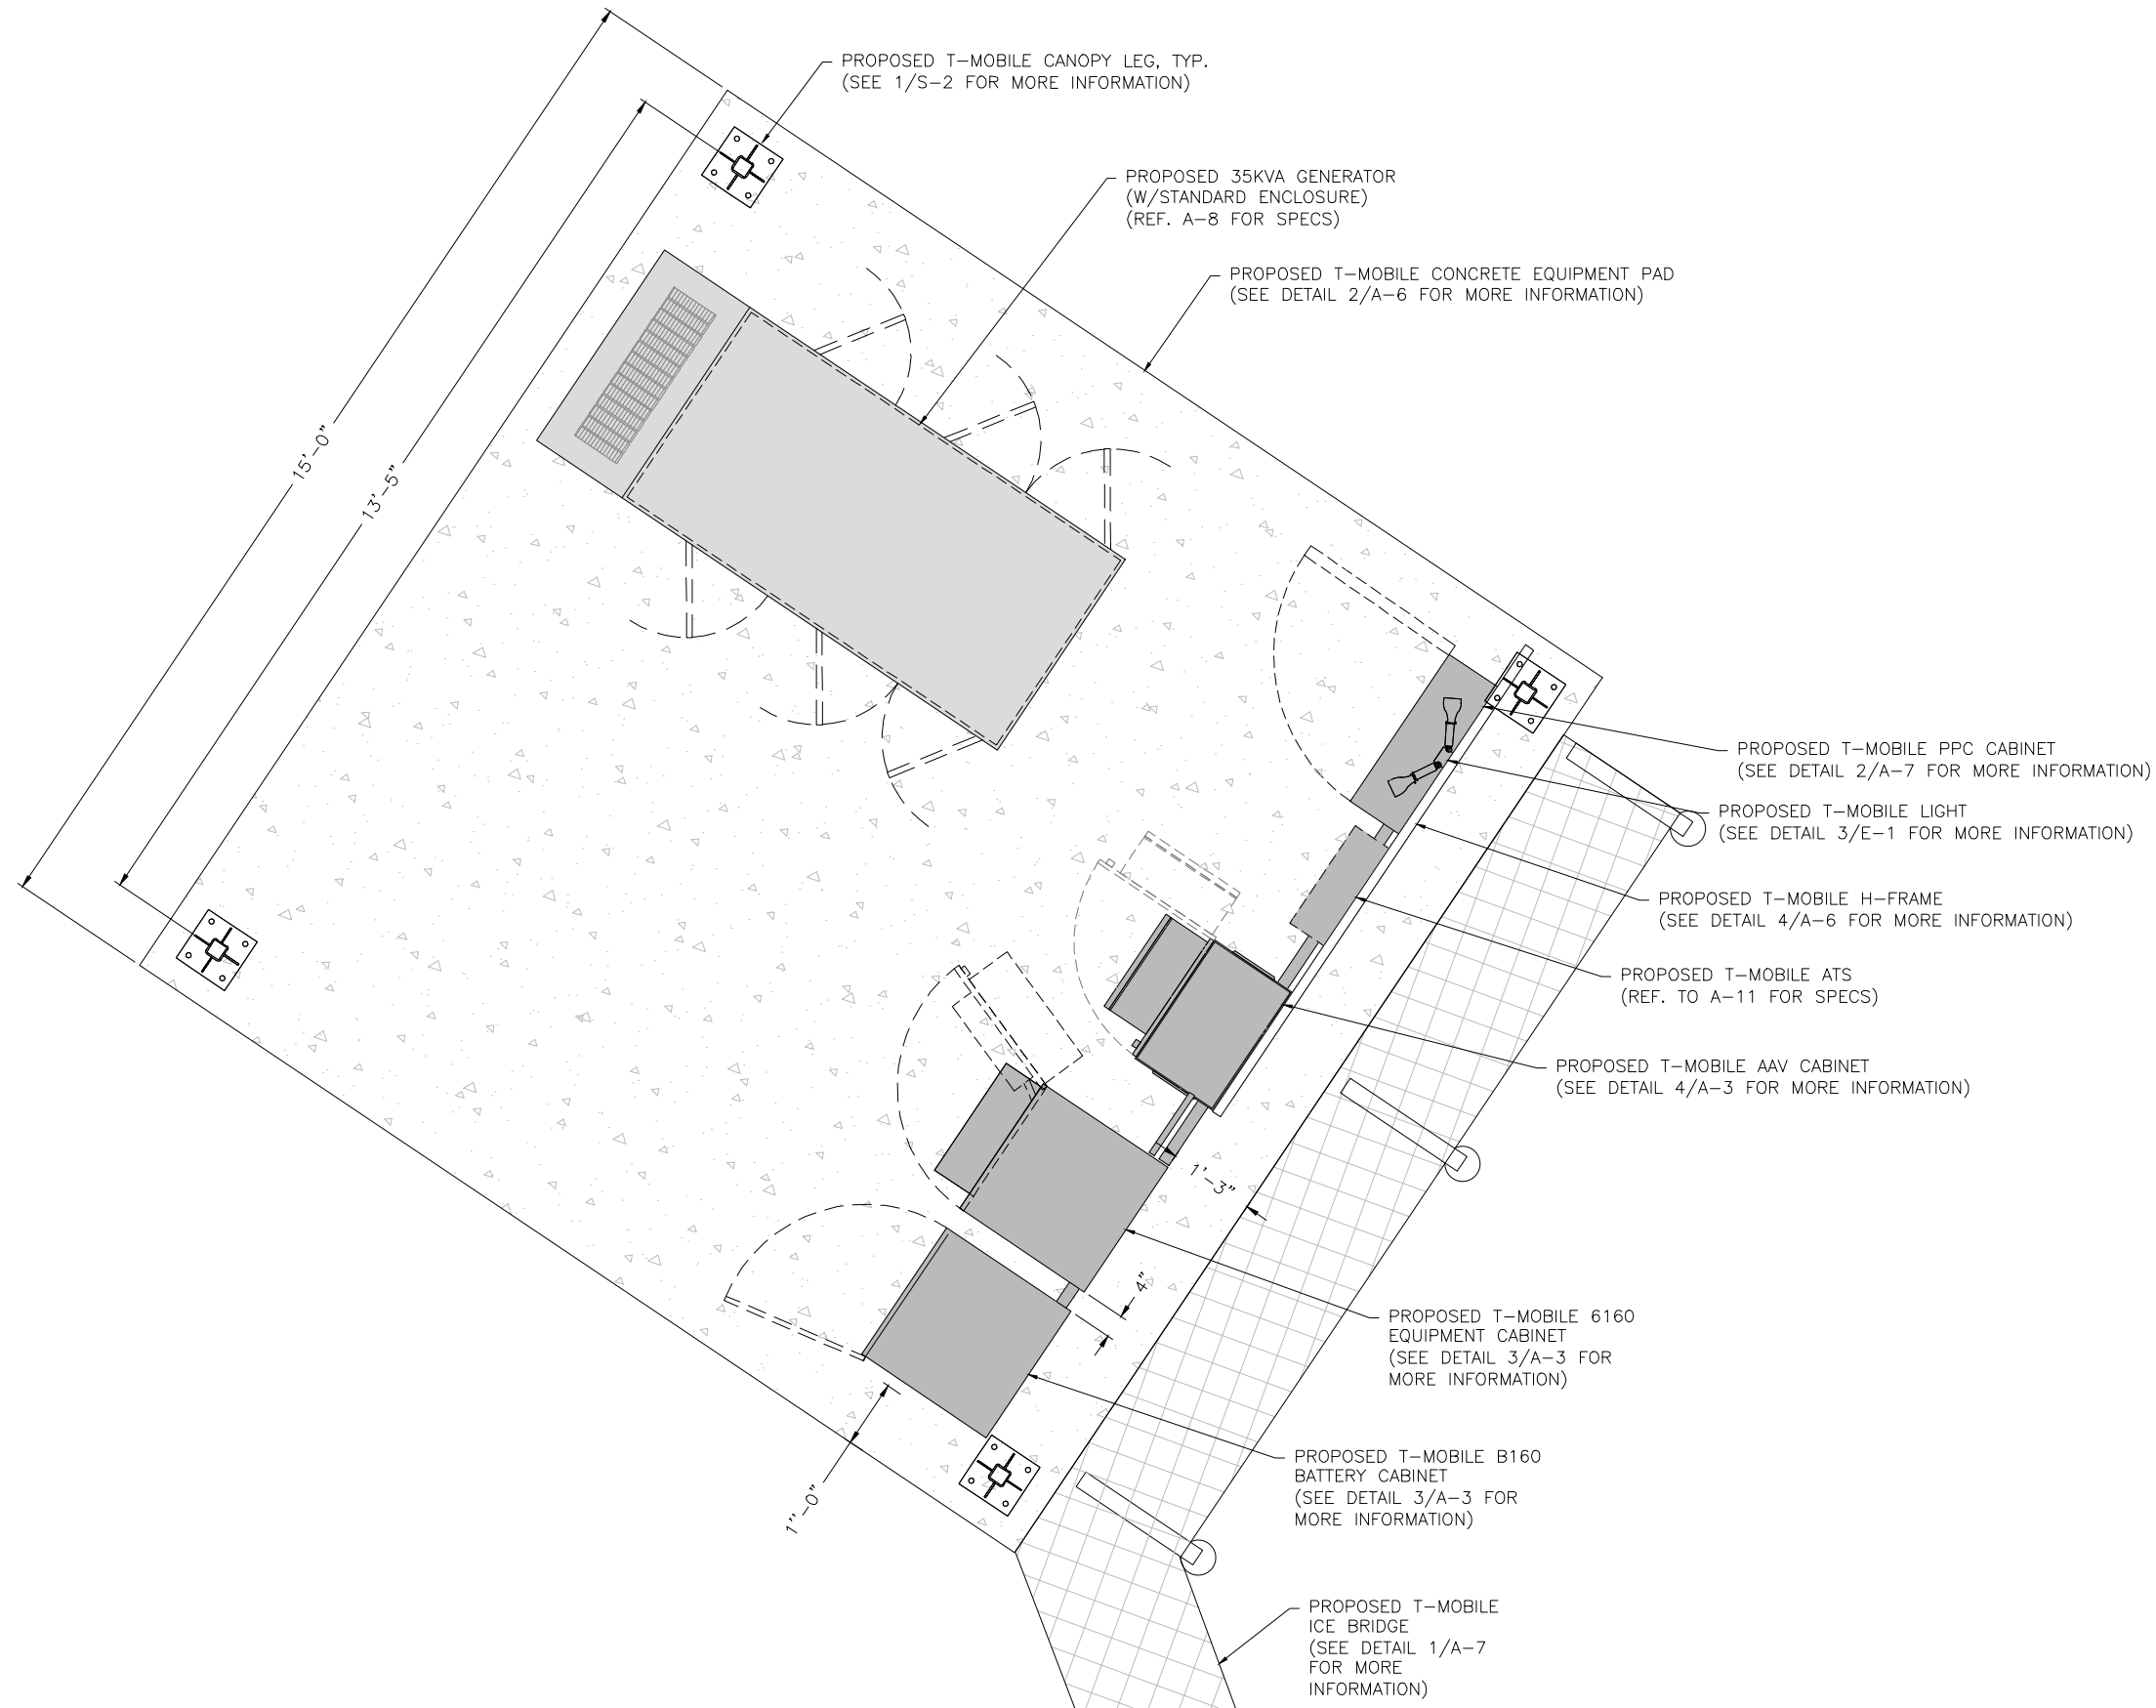 PROPOSED T-MOBILE CANOPY LEG, TYP.
(SEE 1/S-2 FOR MORE INFORMATION)
PROPOSED 35KVA GENERATOR
(W/STANDARD ENCLOSURE)
(REF. A-8 FOR SPECS)
PROPOSED T-MOBILE CONCRETE EQUIPMENT PAD
(SEE DETAIL 2/A-6 FOR MORE INFORMATION)
15'-0"
13'-5"
PROPOSED T-MOBILE PPC CABINET
(SEE DETAIL 2/A-7 FOR MORE INFORMATION)
PROPOSED T-MOBILE LIGHT
(SEE DETAIL 3/E-1 FOR MORE INFORMATION)
PROPOSED T-MOBILE H-FRAME
(SEE DETAIL 4/A-6 FOR MORE INFORMATION)
PROPOSED T-MOBILE ATS
(REF. TO A-11 FOR SPECS)
PROPOSED T-MOBILE AAV CABINET
(SEE DETAIL 4/A-3 FOR MORE INFORMATION)
1'-3"
4"
PROPOSED T-MOBILE 6160
EQUIPMENT CABINET
(SEE DETAIL 3/A-3 FOR
MORE INFORMATION)
PROPOSED T-MOBILE B160
BATTERY CABINET
(SEE DETAIL 3/A-3 FOR
MORE INFORMATION)
1'-0"
PROPOSED T-MOBILE
ICE BRIDGE
(SEE DETAIL 1/A-7
FOR MORE
INFORMATION)